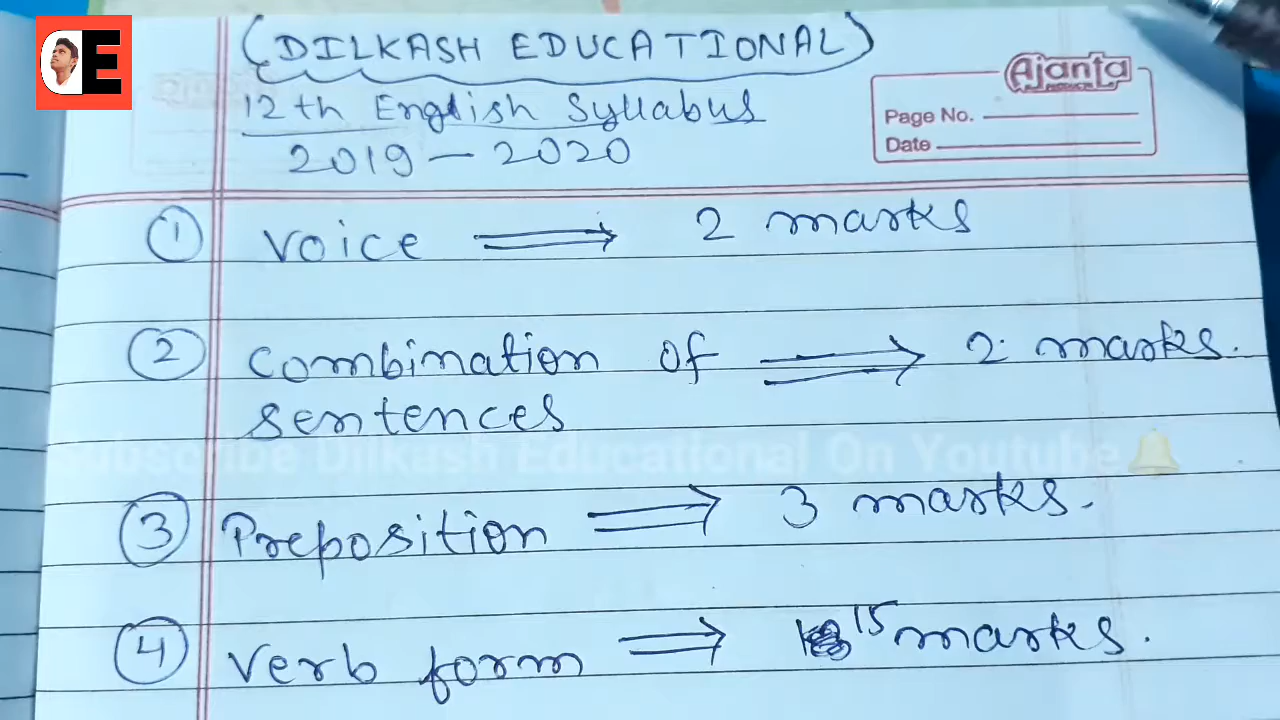 DE
(DILKASH EDUCATIONAL)
Ajanta
12th English Syllabus
Page No.
2019 - 2020
Date
① Voice ⟹ 2 marks
② Combination of ⟹ 2 marks.
sentences
Subscribe Dilkash Educational On Youtube
③ Preposition ⟹ 3 marks.
④ Verb form ⟹ 15 marks.